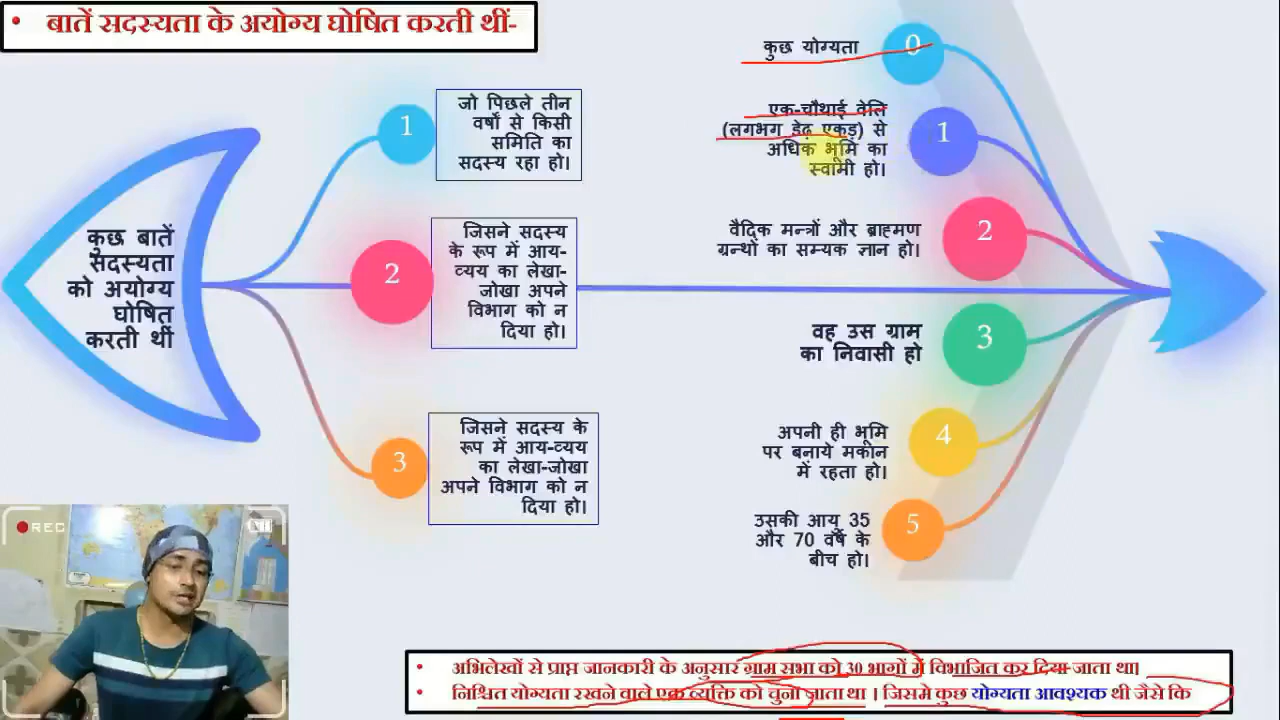 • बातें सदस्यता के अयोग्य घोषित करती थीं-
कुछ बातें
सदस्यता
को अयोग्य
घोषित
करती थीं
1
जो पिछले तीन
वर्षों से किसी
समिति का
सदस्य रहा हो।
2
जिसने सदस्य
के रूप में आय-
व्यय का लेखा-
जोखा अपने
विभाग को न
दिया हो।
3
जिसने सदस्य के
रूप में आय-व्यय
का लेखा-जोखा
अपने विभाग को न
दिया हो।
कुछ योग्यता
0
एक-चौथाई वेलि
(लगभग डेढ़ एकड़) से
अधिक भूमि का
स्वामी हो।
1
वैदिक मन्त्रों और ब्राह्मण
ग्रन्थों का सम्यक ज्ञान हो।
2
वह उस ग्राम
का निवासी हो
3
अपनी ही भूमि
पर बनाये मकान
में रहता हो।
4
उसकी आयु 35
और 70 वर्ष के
बीच हो।
5
REC
• अभिलेखों से प्राप्त जानकारी के अनुसार ग्राम सभा को 30 भागों में विभाजित कर दिया जाता था।
• निश्चित योग्यता रखने वाले एक व्यक्ति को चुना जाता था । जिसमे कुछ योग्यता आवश्यक थी जैसे कि